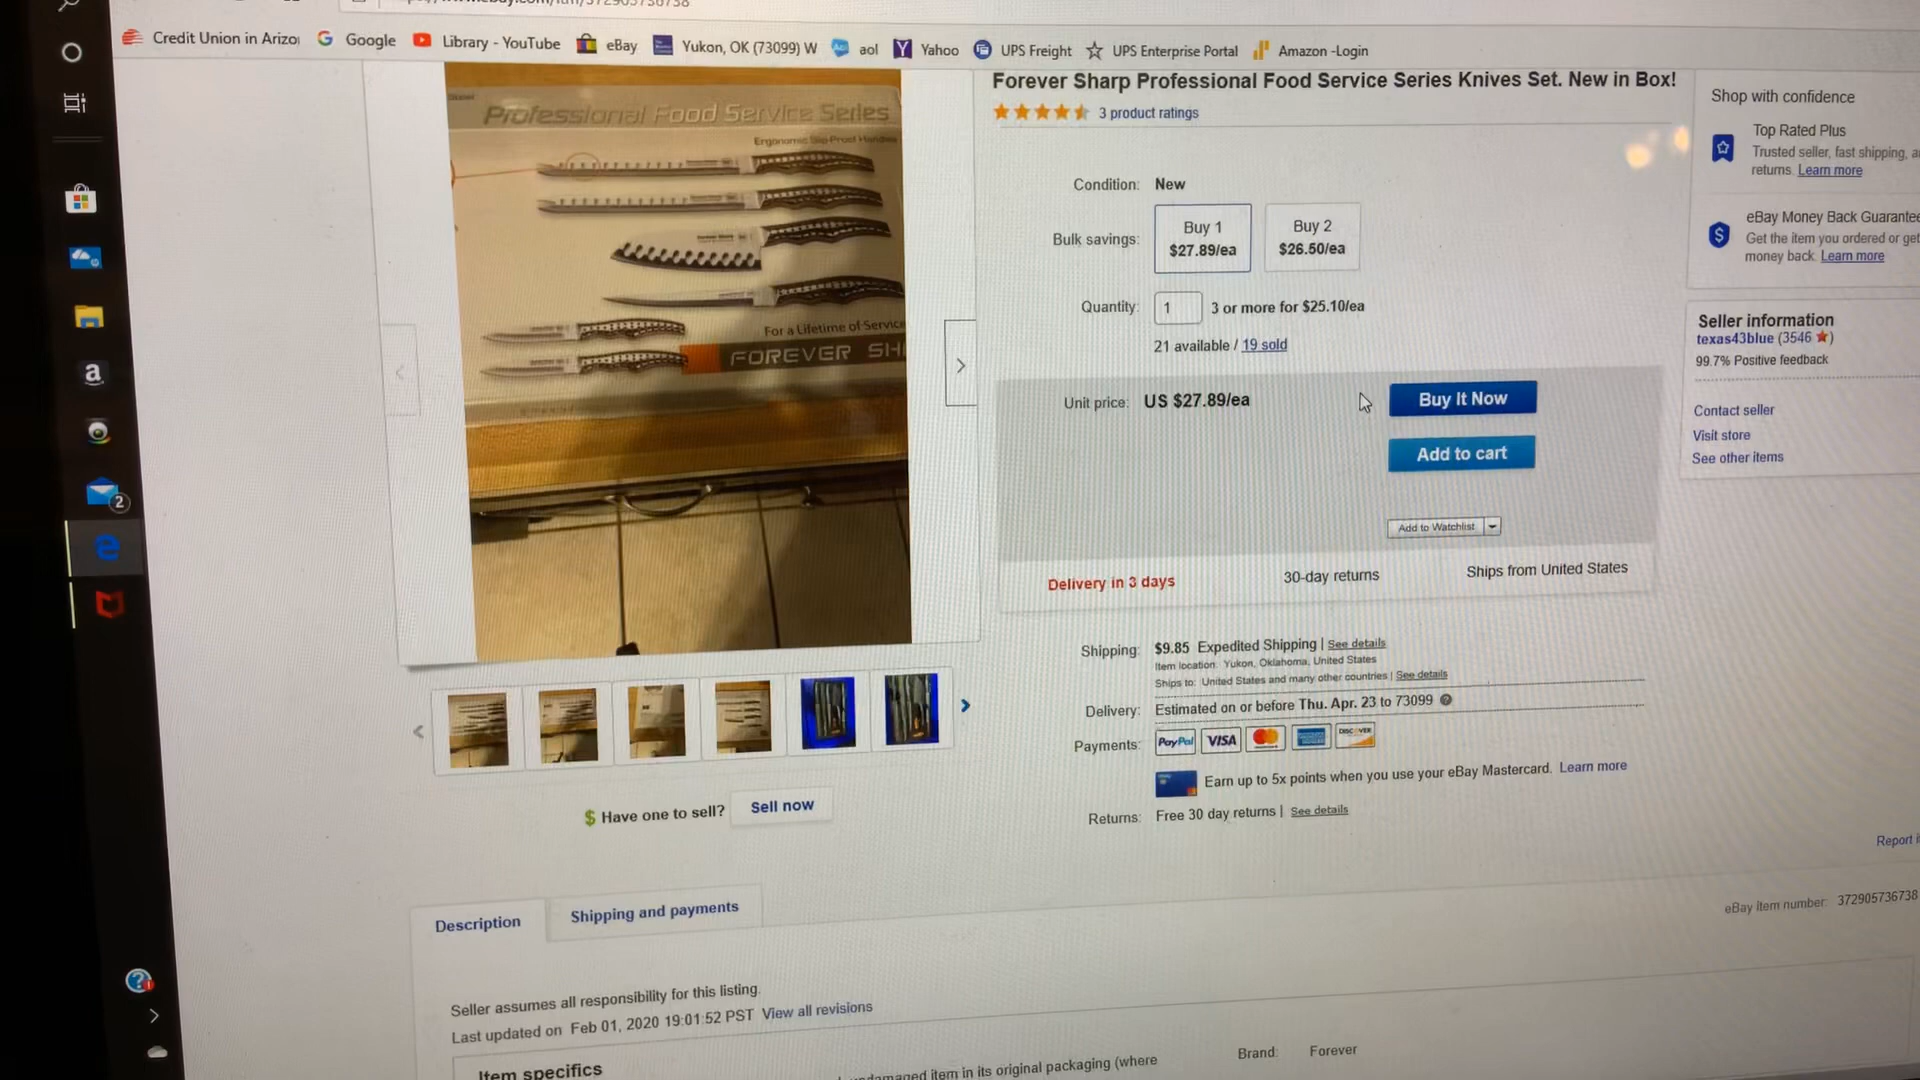 Credit Union in Arizo
Google
Library - YouTube
eBay
Yukon, OK (73099) W
aol
Yahoo
UPS Freight
UPS Enterprise Portal
Amazon -Login
Professional Food Service Series
Ergonomic Slip-Proof Handles
For a Lifetime of Service
FOREVER SH
Forever Sharp Professional Food Service Series Knives Set. New in Box!
3 product ratings
Condition: New
Bulk savings:
Buy 1
$27.89/ea
Buy 2
$26.50/ea
Quantity: 1 3 or more for $25.10/ea
21 available / 19 sold
Unit price: US $27.89/ea
Buy It Now
Add to cart
Add to Watchlist
Delivery in 3 days
30-day returns
Ships from United States
Shipping: $9.85 Expedited Shipping | See details
Item location: Yukon, Oklahoma, United States
Ships to: United States and many other countries | See details
Delivery: Estimated on or before Thu. Apr. 23 to 73099
Payments: PayPal VISA DISCOVER
Earn up to 5x points when you use your eBay Mastercard. Learn more
Returns: Free 30 day returns | See details
Shop with confidence
Top Rated Plus
Trusted seller, fast shipping, a
returns. Learn more
eBay Money Back Guarantee
Get the item you ordered or get
money back. Learn more
Seller information
texas43blue (3546 ★)
99.7% Positive feedback
Contact seller
Visit store
See other items
$ Have one to sell? Sell now
Report i
eBay item number: 372905736738
Description
Shipping and payments
Seller assumes all responsibility for this listing.
Last updated on Feb 01, 2020 19:01:52 PST View all revisions
Item specifics
item in its original packaging (where
Brand: Forever
2